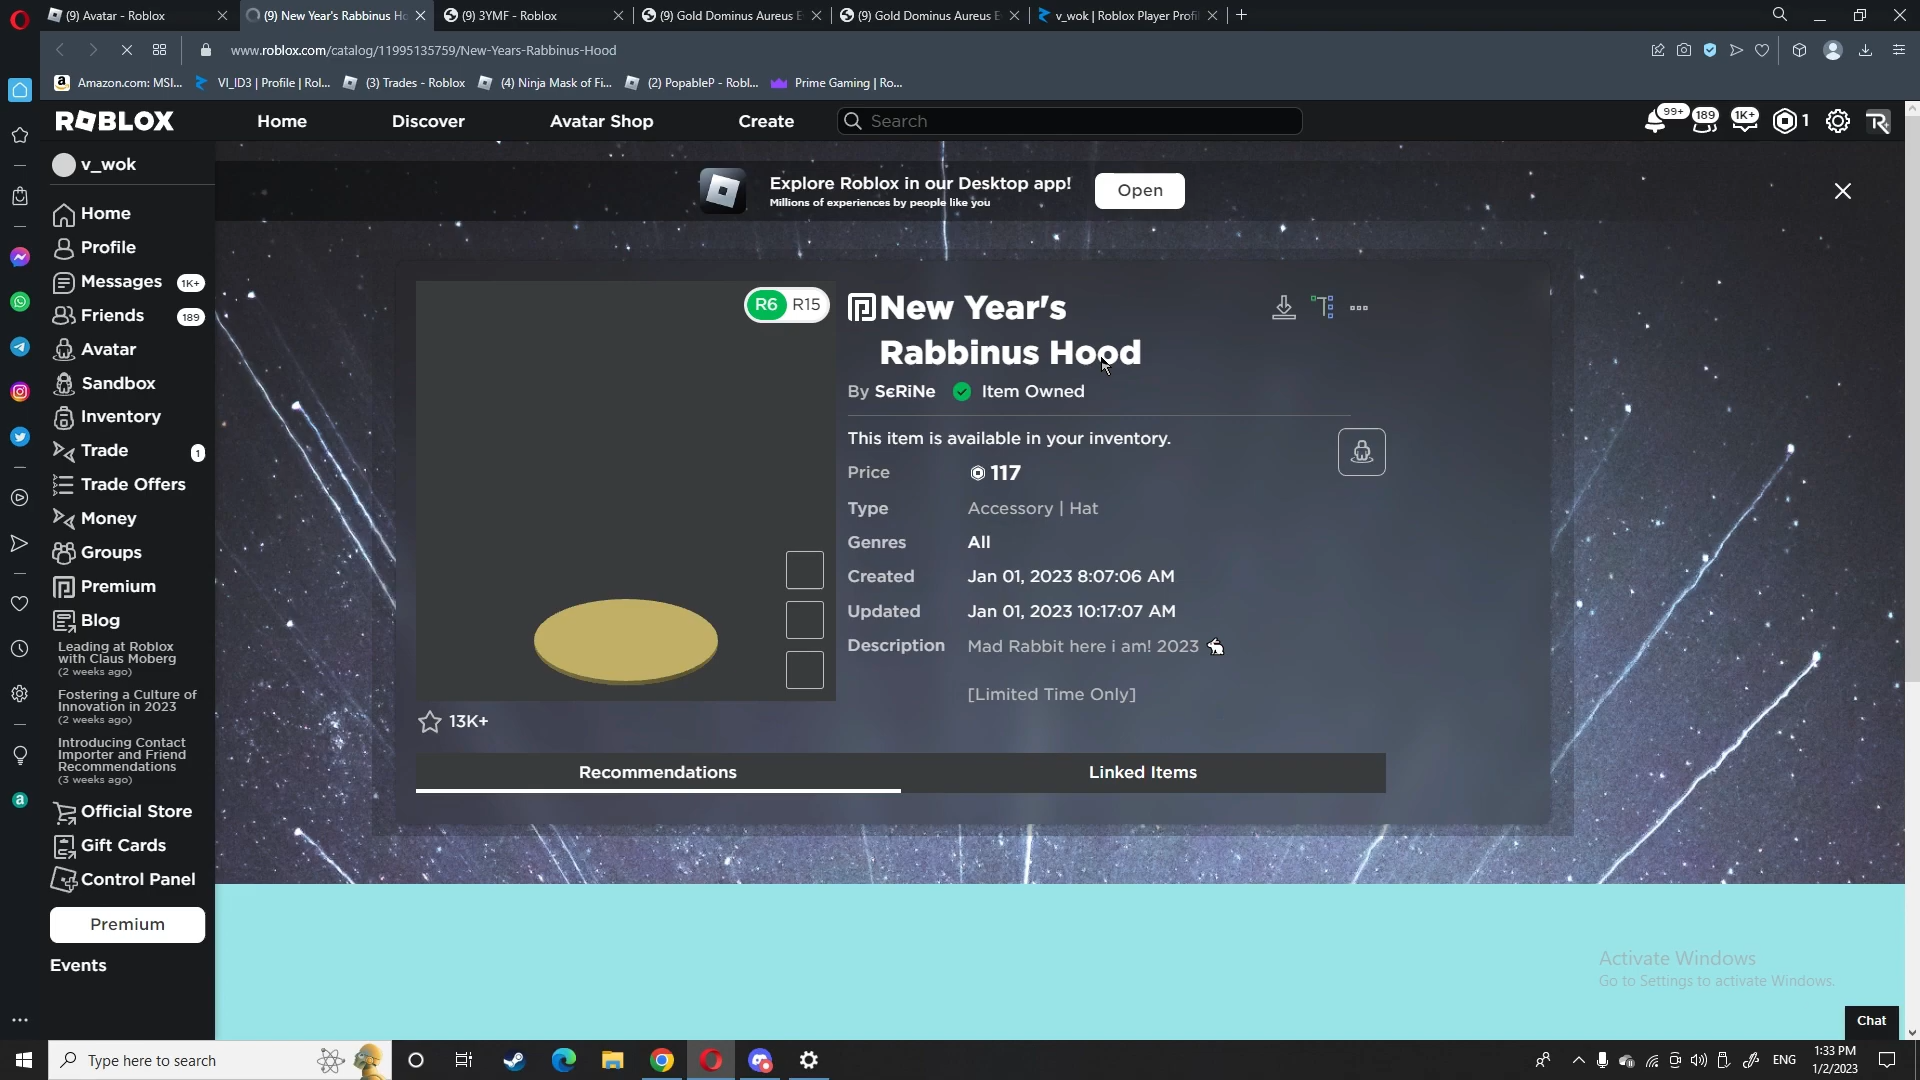 (9) Avatar - Roblox
(9) New Year's Rabbinus Ho
(9) 3YMF - Roblox
(9) Gold Dominus Aureus E
(9) Gold Dominus Aureus E
v_wok | Roblox Player Profi
www.roblox.com/catalog/11995135759/New-Years-Rabbinus-Hood
Amazon.com: MSI...
VI_ID3 | Profile | Rol...
(3) Trades - Roblox
(4) Ninja Mask of Fi...
(2) PopableP - Robl...
Prime Gaming | Ro...
ROBLOX
Home
Discover
Avatar Shop
Create
Search
99+
189
1K+
1
v_wok
Home
Profile
Messages 1K+
Friends 189
Avatar
Sandbox
Inventory
Trade 1
Trade Offers
Money
Groups
Premium
Blog
Leading at Roblox
with Claus Moberg
(2 weeks ago)
Fostering a Culture of
Innovation in 2023
(2 weeks ago)
Introducing Contact
Importer and Friend
Recommendations
(3 weeks ago)
Official Store
Gift Cards
Control Panel
Premium
Events
Explore Roblox in our Desktop app!
Millions of experiences by people like you
Open
R6 R15
New Year's
Rabbinus Hood
By SєRiNe Item Owned
This item is available in your inventory.
Price 117
Type Accessory | Hat
Genres All
Created Jan 01, 2023 8:07:06 AM
Updated Jan 01, 2023 10:17:07 AM
Description Mad Rabbit here i am! 2023
[Limited Time Only]
13K+
Recommendations
Linked Items
Activate Windows
Go to Settings to activate Windows.
Chat
Type here to search
ENG
1:33 PM
1/2/2023